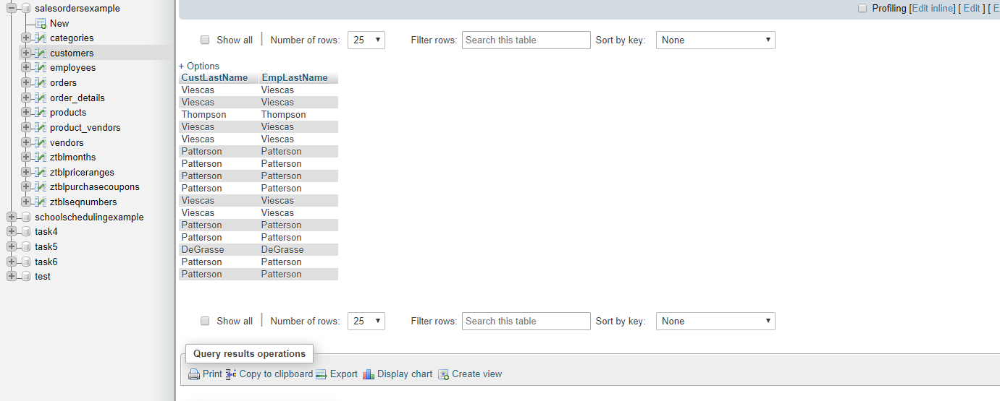 salesordersexample
New
categories
customers
employees
orders
order_details
products
product_vendors
vendors
ztblmonths
ztblpriceranges
ztblpurchasecoupons
ztblseqnumbers
schoolschedulingexample
task4
task5
task6
test
Profiling [Edit inline] [ Edit ] [ E
Show all | Number of rows: 25 Filter rows: Search this table Sort by key: None
+ Options
CustLastName EmpLastName
Viescas Viescas
Viescas Viescas
Thompson Thompson
Viescas Viescas
Viescas Viescas
Patterson Patterson
Patterson Patterson
Patterson Patterson
Patterson Patterson
Viescas Viescas
Viescas Viescas
Patterson Patterson
Patterson Patterson
DeGrasse DeGrasse
Patterson Patterson
Patterson Patterson
Show all | Number of rows: 25 Filter rows: Search this table Sort by key: None
Query results operations
Print Copy to clipboard Export Display chart Create view